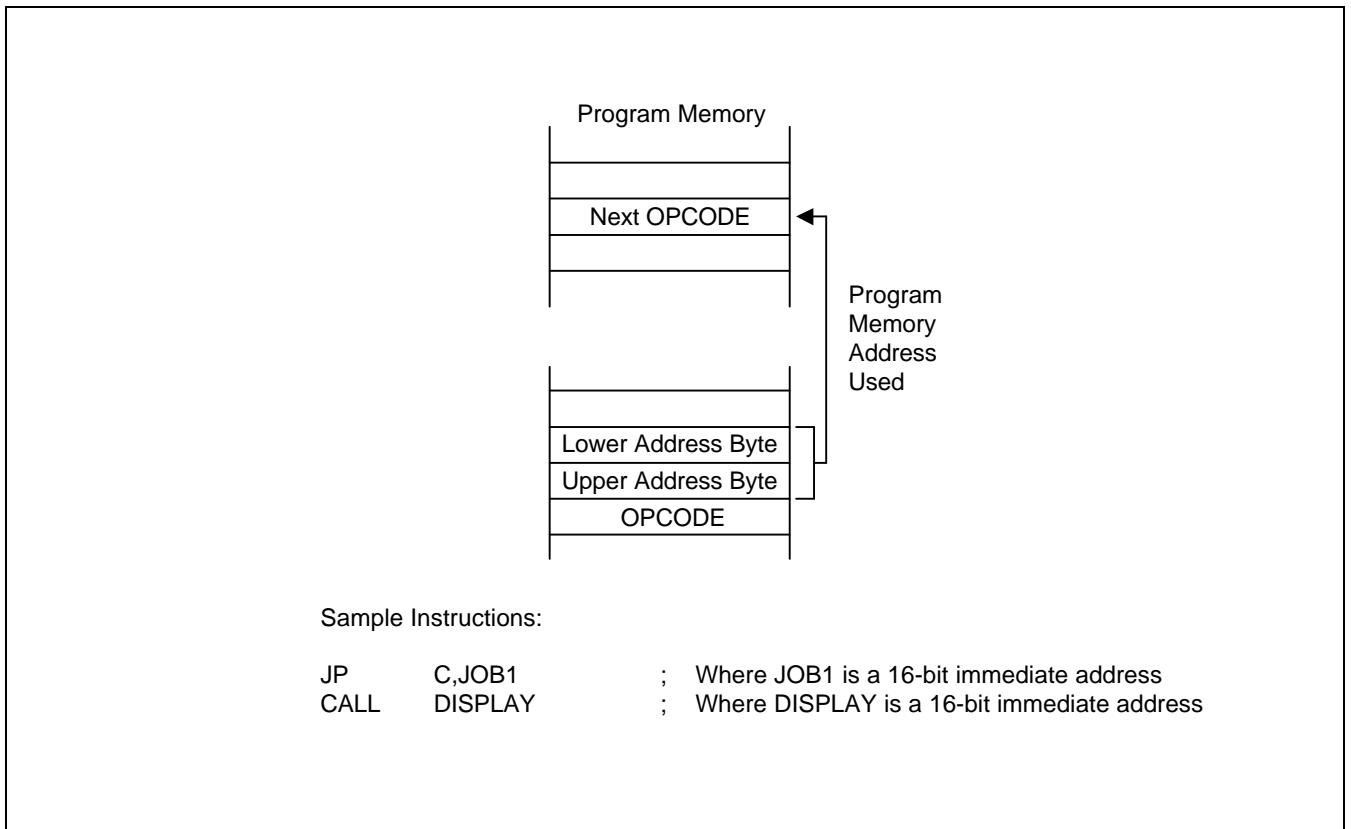 Program Memory
Next OPCODE
Program
Memory
Address
Used
Lower Address Byte
Upper Address Byte
OPCODE
Sample Instructions:
JP C,JOB1 ; Where JOB1 is a 16-bit immediate address
CALL DISPLAY ; Where DISPLAY is a 16-bit immediate address